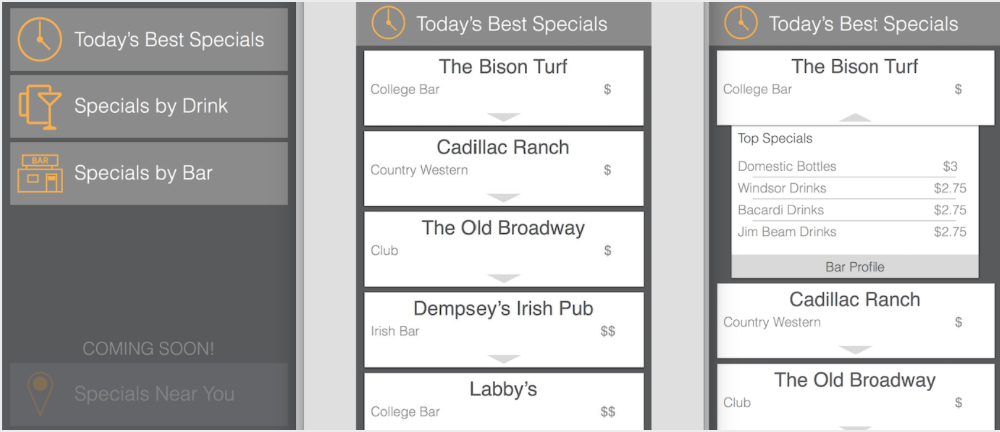 Today's Best Specials
Specials by Drink
BAR
Specials by Bar
COMING SOON!
Specials Near You
Today's Best Specials
The Bison Turf
College Bar $
Cadillac Ranch
Country Western $
The Old Broadway
Club $
Dempsey's Irish Pub
Irish Bar $$
Labby's
College Bar $$
Today's Best Specials
The Bison Turf
College Bar $
Top Specials
Domestic Bottles $3
Windsor Drinks $2.75
Bacardi Drinks $2.75
Jim Beam Drinks $2.75
Bar Profile
Cadillac Ranch
Country Western $
The Old Broadway
Club $